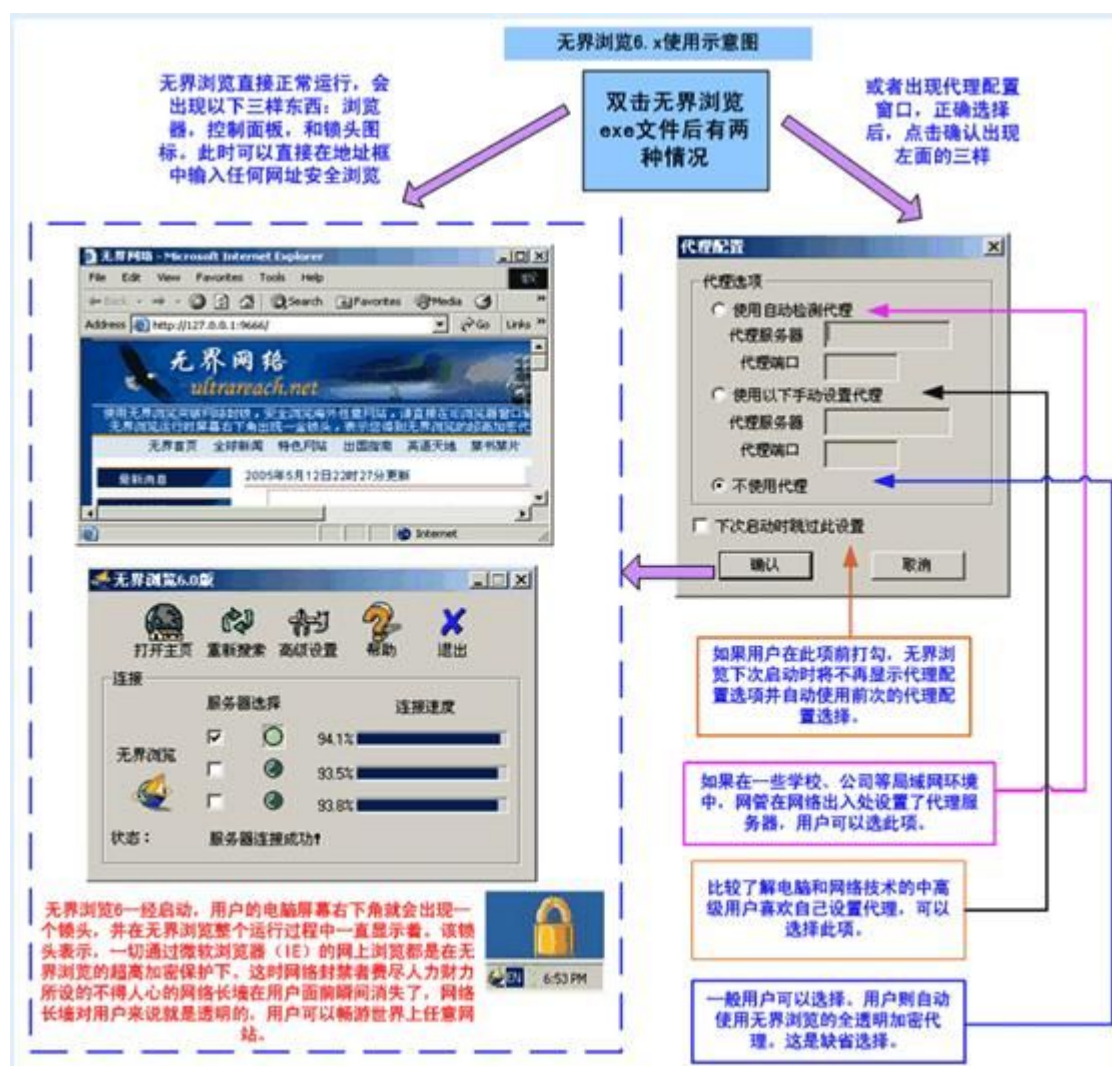 无界浏览6.x使用示意图
无界浏览直接正常运行，会
出现以下三样东西：浏览
器，控制面板，和锁头图
标。此时可以直接在地址框
中输入任何网址安全浏览
双击无界浏览
exe文件后有两
种情况
或者出现代理配置
窗口，正确选择
后，点击确认出现
左面的三样
无界网络 - Microsoft Internet Explorer
File Edit View Favorites Tools Help
Back Search Favorites Media
Address http://127.0.0.1:9666/ Go Links
无界网络
ultrareach.net
无界首页 全球新闻 特色网站 出国指南 英语天地 禁书禁片
最新消息 2005年5月12日22时27分更新
Internet
无界浏览6.0版
打开主页 重新搜索 高级设置 帮助 退出
连接
服务器选择 连接速度
94.1%
无界浏览
93.5%
93.8%
状态： 服务器连接成功!
无界浏览6一经启动，用户的电脑屏幕右下角就会出现一
个锁头，并在无界浏览整个运行过程中一直显示着。该锁
头表示，一切通过微软浏览器（IE）的网上浏览都是在无
界浏览的超高加密保护下，这时网络封禁者费尽人力财力
所设的不得人心的网络长墙在用户面前瞬间消失了，网络
长墙对用户来说就是透明的，用户可以畅游世界上任意网
站。
EN 6:53 PM
代理配置
代理选项
使用自动检测代理
代理服务器
代理端口
使用以下手动设置代理
代理服务器
代理端口
不使用代理
下次启动时跳过此设置
确认 取消
如果用户在此项前打勾，无界浏
览下次启动时将不再显示代理配
置选项并自动使用前次的代理配
置选择。
如果在一些学校、公司等局域网环境
中，网管在网络出入处设置了代理服
务器，用户可以选此项。
比较了解电脑和网络技术的中高
级用户喜欢自己设置代理，可以
选择此项。
一般用户可以选择。用户则自动
使用无界浏览的全透明加密代
理。这是缺省选择。